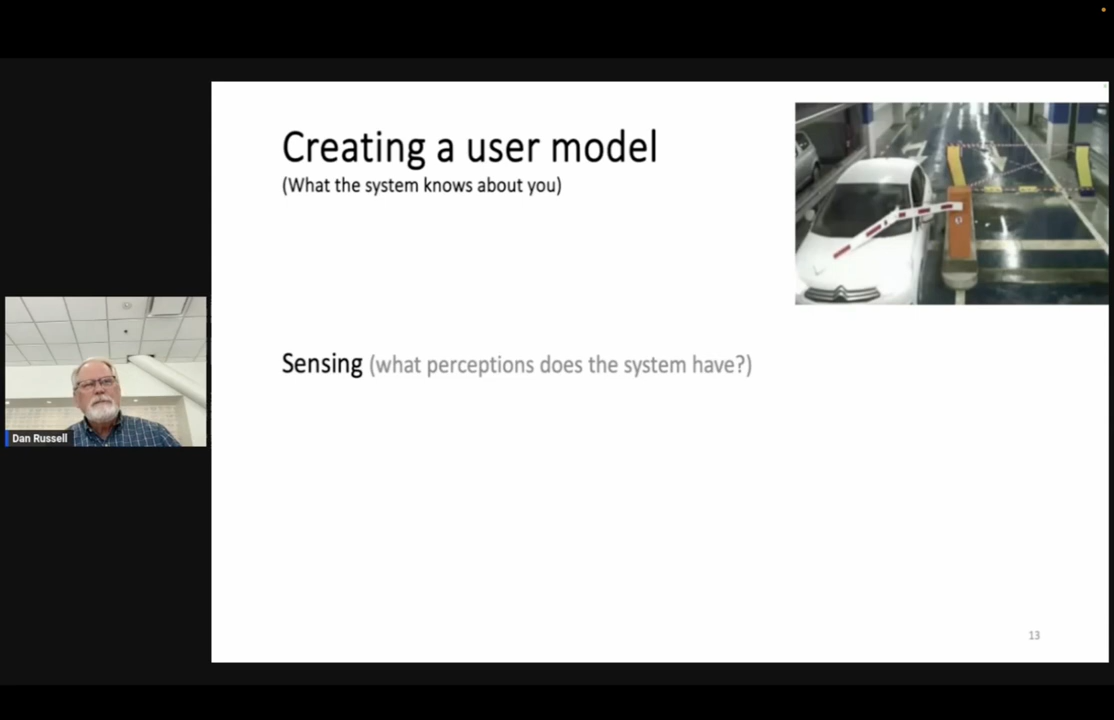 Creating a user model
(What the system knows about you)
Sensing (what perceptions does the system have?)
Dan Russell
13